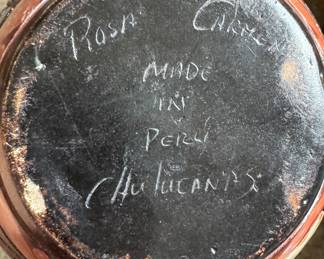 ROSA CARMEN
MADE
IN
PERU
CHULUCANAS